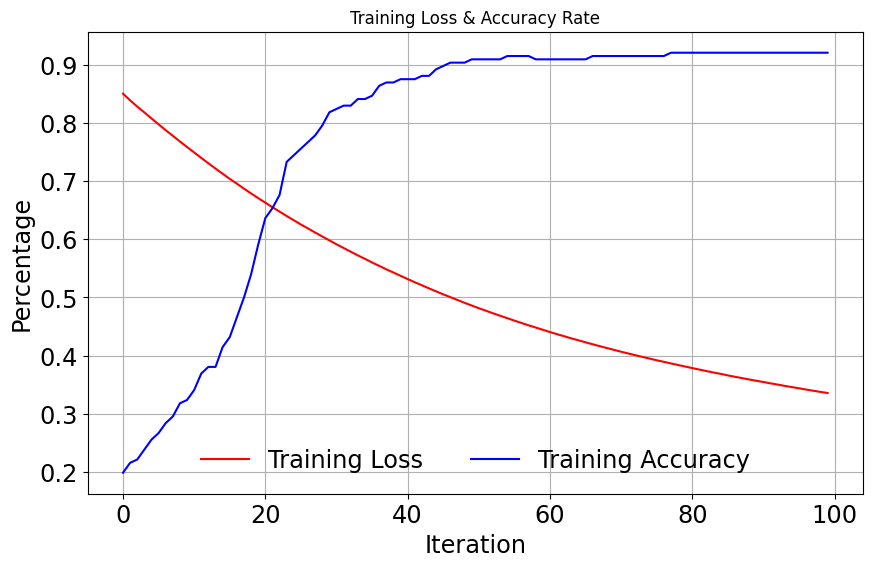 Training Loss & Accuracy Rate
Percentage
0.9
0.8
0.7
0.6
0.5
0.4
0.3
0.2
Training Loss Training Accuracy
0 20 40 60 80 100
Iteration